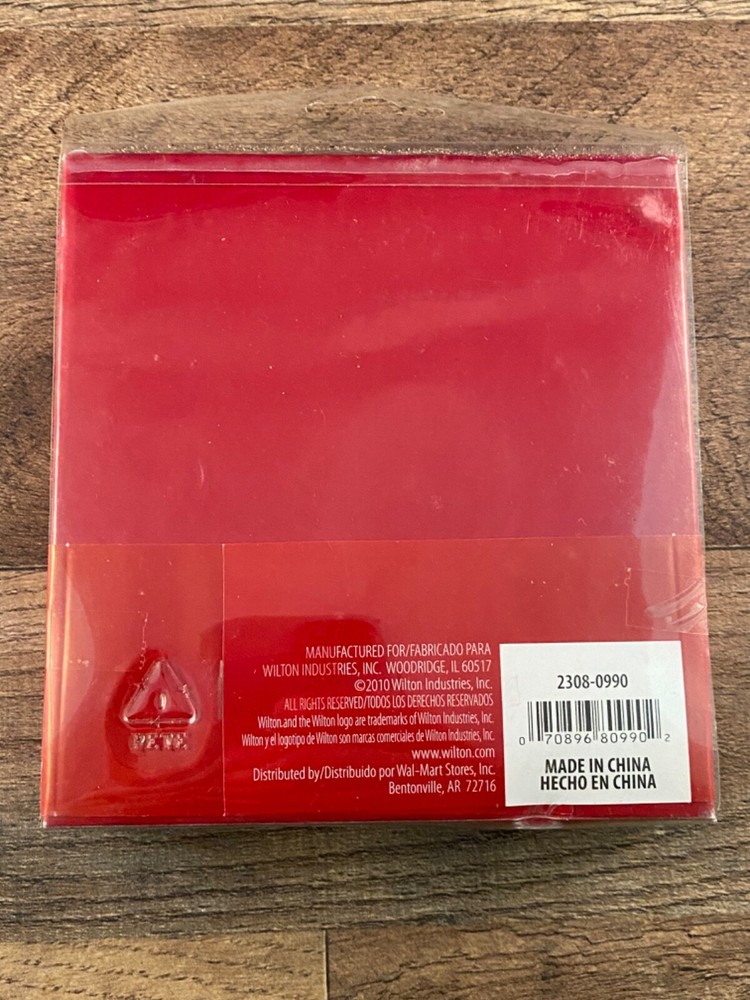 MANUFACTURED FOR/FABRICADO PARA
WILTON INDUSTRIES, INC. WOODRIDGE, IL 60517
©2010 Wilton Industries, Inc.
ALL RIGHTS RESERVED/TODOS LOS DERECHOS RESERVADOS
Wilton.and the Wilton logo are trademarks of Wilton Industries, Inc.
Wilton y el logotipo de Wilton son marcas comerciales de Wilton Industries, Inc.
www.wilton.com
Distributed by/Distribuido por Wal-Mart Stores, Inc.
Bentonville, AR 72716
2308-0990
0 70896 80990 2
MADE IN CHINA
HECHO EN CHINA
PETE